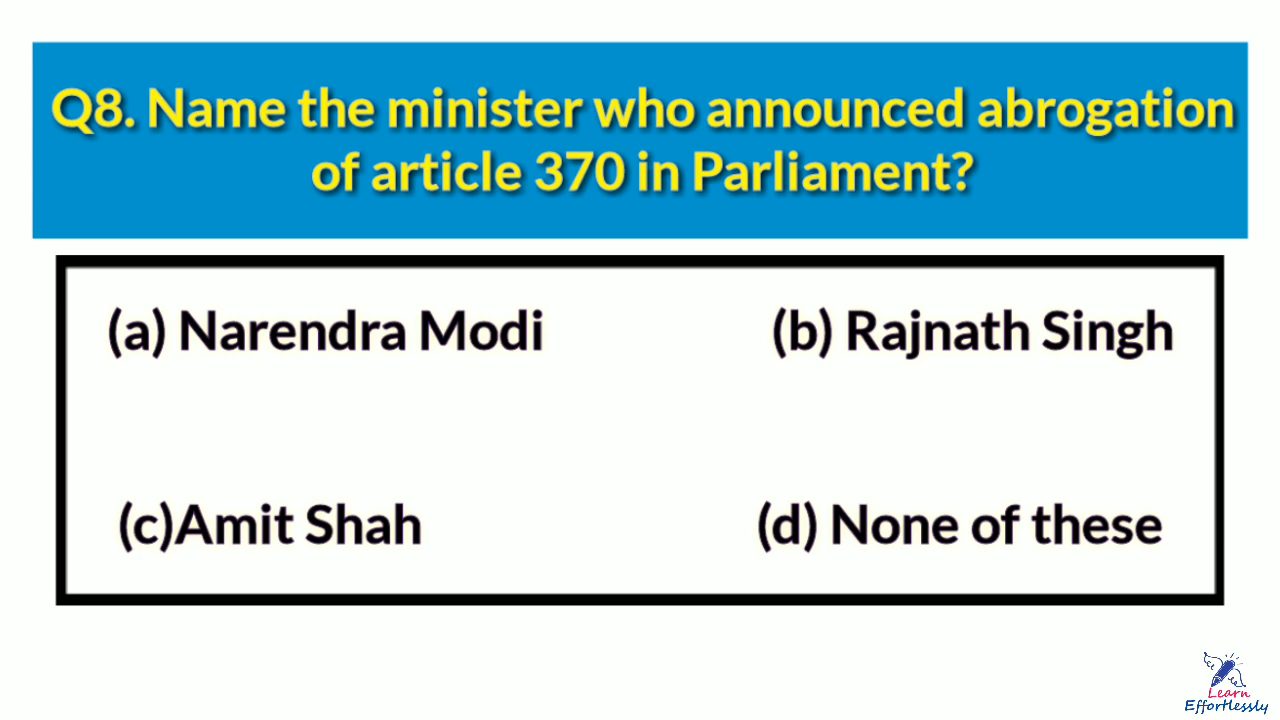 Q8. Name the minister who announced abrogation
of article 370 in Parliament?
(a) Narendra Modi
(b) Rajnath Singh
(c)Amit Shah
(d) None of these
Learn
Effortlessly